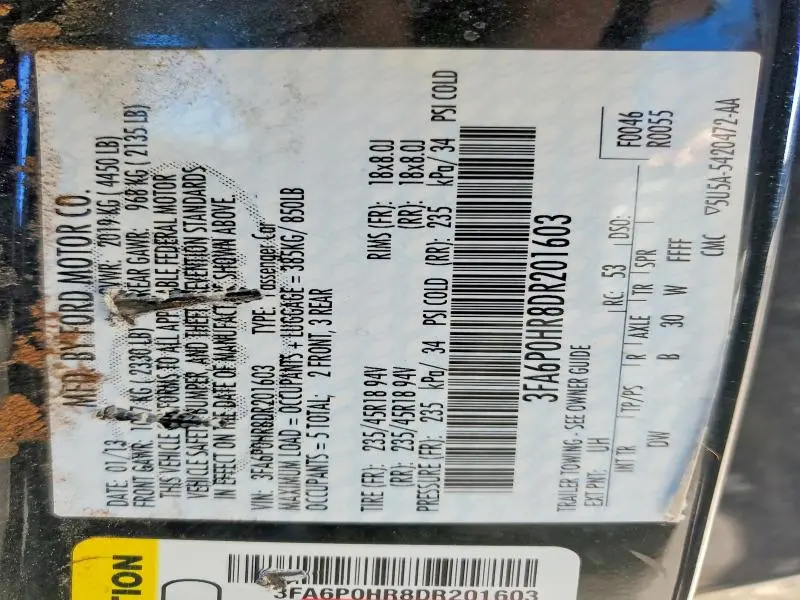 MFD. BY FORD MOTOR CO.
DATE: 01/13 GVWR: 2019 KG (4450 LB)
FRONT GAWR: KG (2330 LB) REAR GAWR: 968 KG (2135 LB)
THIS VEHICLE CONFORMS TO ALL APPLICABLE FEDERAL MOTOR
VEHICLE SAFETY, BUMPER, AND THEFT PREVENTION STANDARDS
IN EFFECT ON THE DATE OF MANUFACTURE SHOWN ABOVE.
VIN: 3FA6P0HR8DR201603 TYPE: Passenger Car
MAXIMUM LOAD = OCCUPANTS + LUGGAGE = 385KG/ 850LB
OCCUPANTS = 5 TOTAL: 2 FRONT, 3 REAR
TIRE (FR): 235/45R18 94V RIMS (FR): 18x8.0J
(RR): 235/45R18 94V (RR): 18x8.0J
PRESSURE (FR): 235 kPa/ 34 PSI COLD (RR): 235 kPa/ 34 PSI COLD
3FA6P0HR8DR201603
TRAILER TOWING - SEE OWNER GUIDE
F0046
R0055
EXT PNT: UH RC: 53 DSO:
INT TR TP/PS R AXLE TR SPR
DW B 30 W FFFF
CMC ▽5U5A-5420472-AA
TION
3FA6P0HR8DR201603